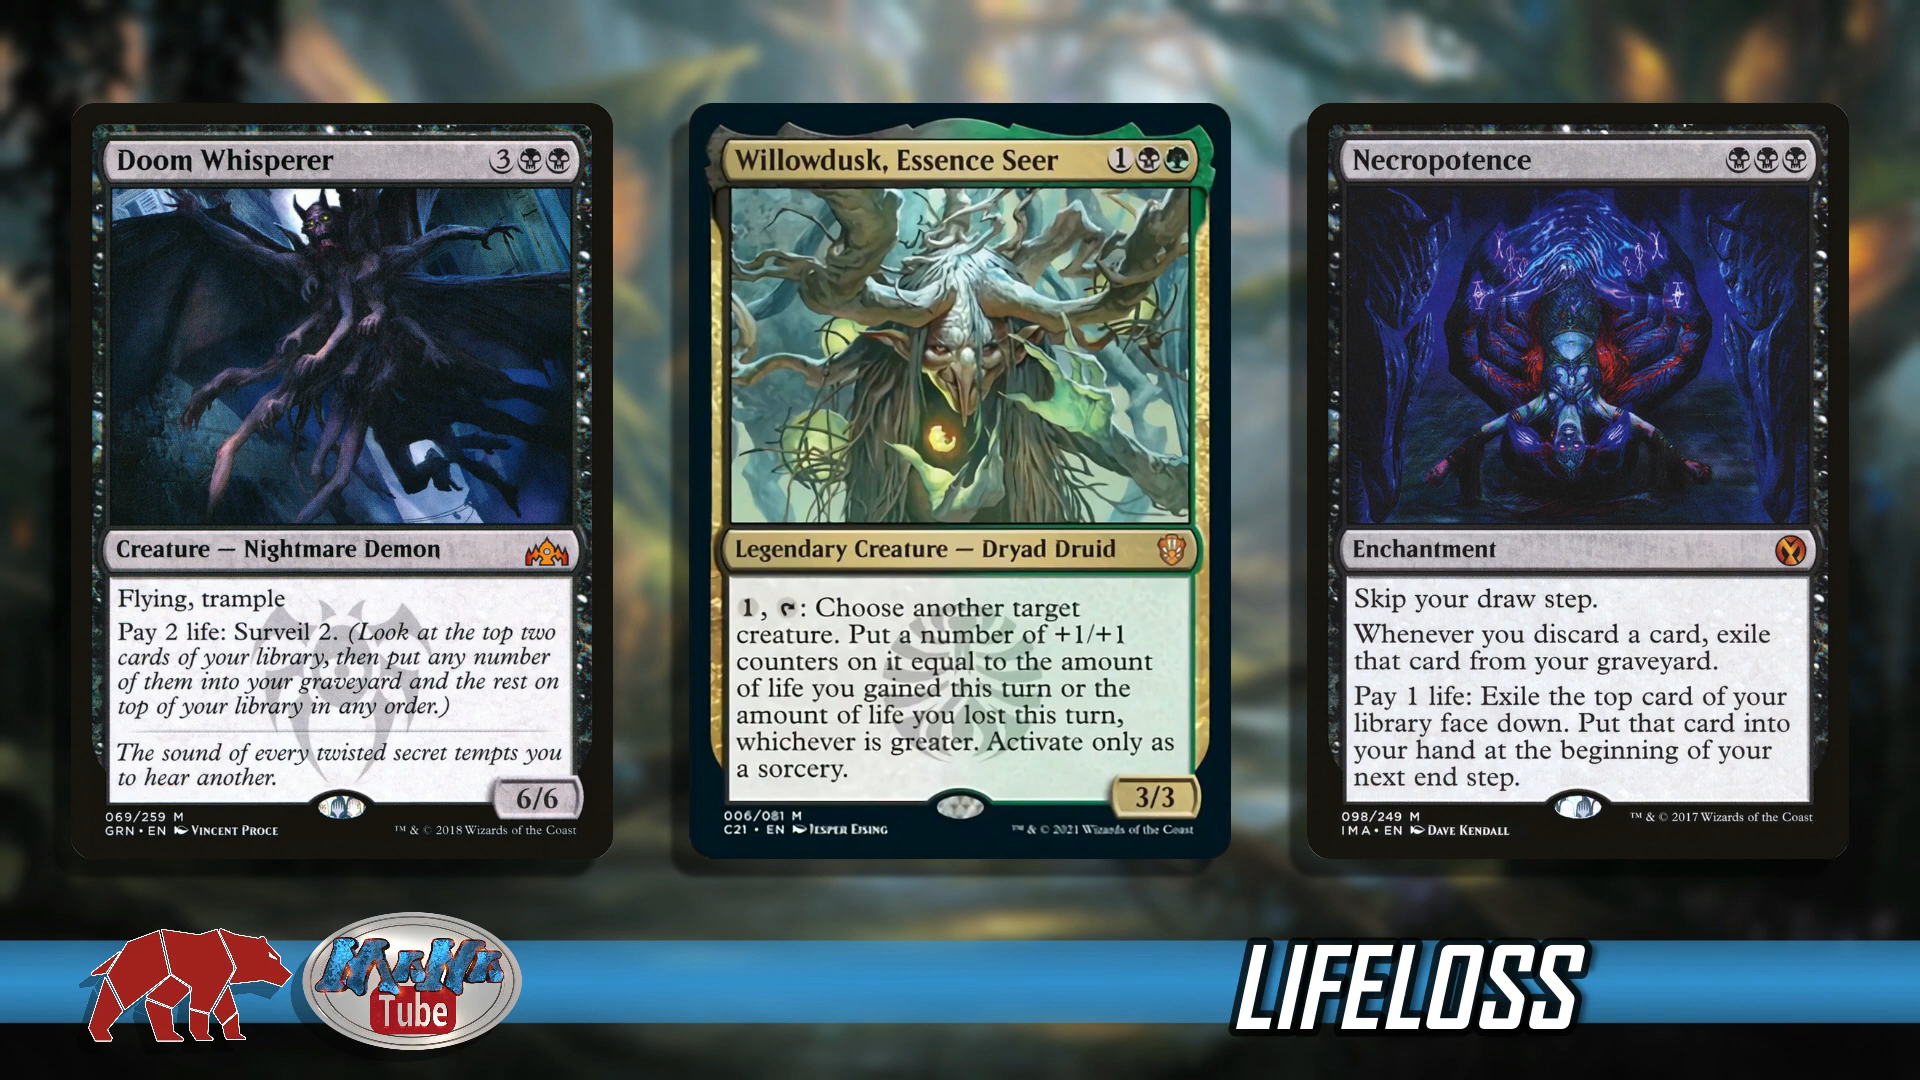 Doom Whisperer 3
Creature — Nightmare Demon
Flying, trample
Pay 2 life: Surveil 2. (Look at the top two
cards of your library, then put any number
of them into your graveyard and the rest on
top of your library in any order.)
The sound of every twisted secret tempts you
to hear another.
6/6
069/259 M
GRN • EN VINCENT PROCE
™ & © 2018 Wizards of the Coast
Willowdusk, Essence Seer 1
Legendary Creature — Dryad Druid
1, : Choose another target
creature. Put a number of +1/+1
counters on it equal to the amount
of life you gained this turn or the
amount of life you lost this turn,
whichever is greater. Activate only as
a sorcery.
3/3
006/081 M
C21 • EN JESPER EJSING
™ & © 2021 Wizards of the Coast
Necropotence
Enchantment
Skip your draw step.
Whenever you discard a card, exile
that card from your graveyard.
Pay 1 life: Exile the top card of your
library face down. Put that card into
your hand at the beginning of your
next end step.
098/249 M
IMA • EN DAVE KENDALL
™ & © 2017 Wizards of the Coast
MaNa
Tube
LIFELOSS